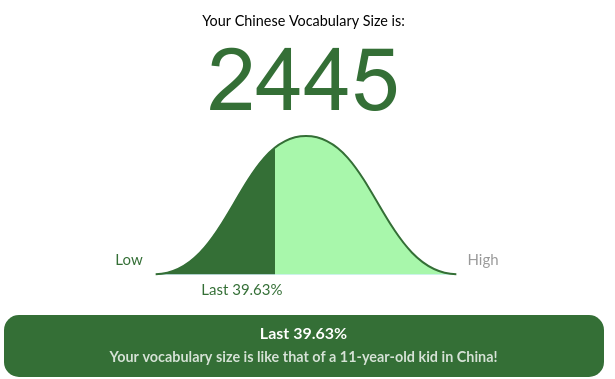 Your Chinese Vocabulary Size is:
2445
Low
High
Last 39.63%
Last 39.63%
Your vocabulary size is like that of a 11-year-old kid in China!